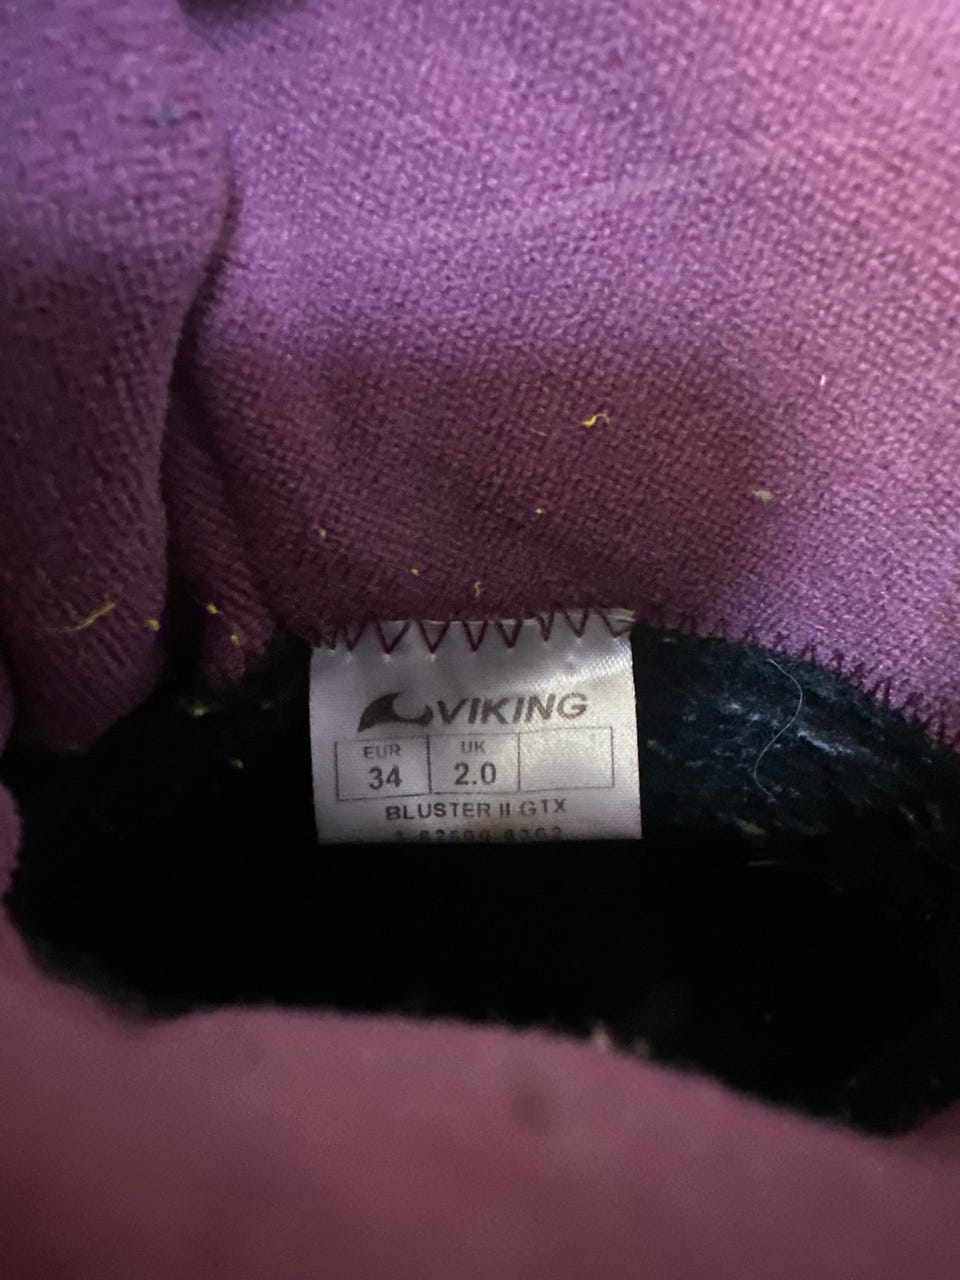 VIKING
EUR UK
34 2.0
BLUSTER II GTX